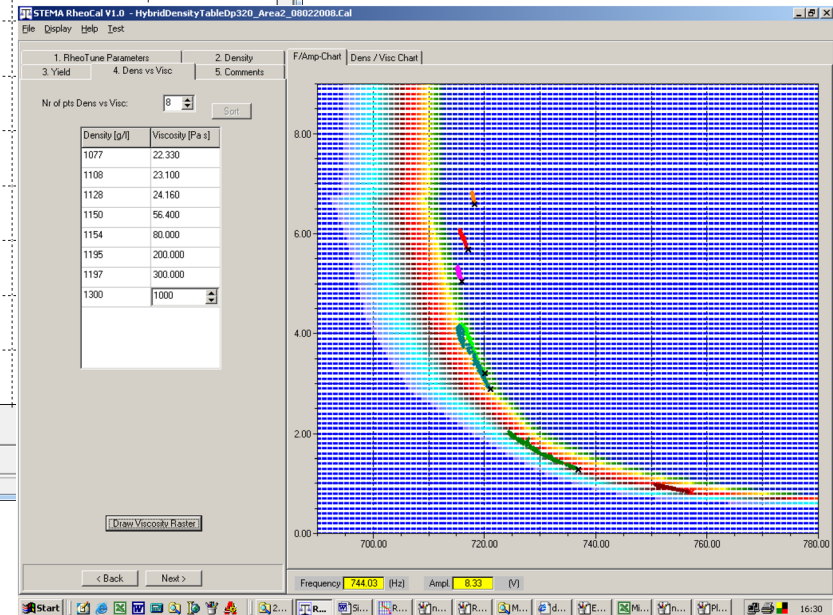 STEMA RheoCal V1.0 - HybridDensityTableDp320_Area2_08022008.Cal
File Display Help Test
1. RheoTune Parameters 2. Density
3. Yield 4. Dens vs Visc 5. Comments
Nr of pts Dens vs Visc: 8 Sort
Density [g/l] Viscosity [Pa s]
1077 22.330
1108 23.100
1128 24.160
1150 56.400
1154 80.000
1195 200.000
1197 300.000
1300 1000
Draw Viscosity Raster
< Back Next >
F/Amp-Chart Dens / Visc Chart
8.00
6.00
4.00
2.00
0.00
700.00 720.00 740.00 760.00 780.00
Frequency 744.03 (Hz) Ampl. 8.33 (V)
Start 2... R... Si... R... n... R... M... d... E... Mi... n... Pl... 16:30